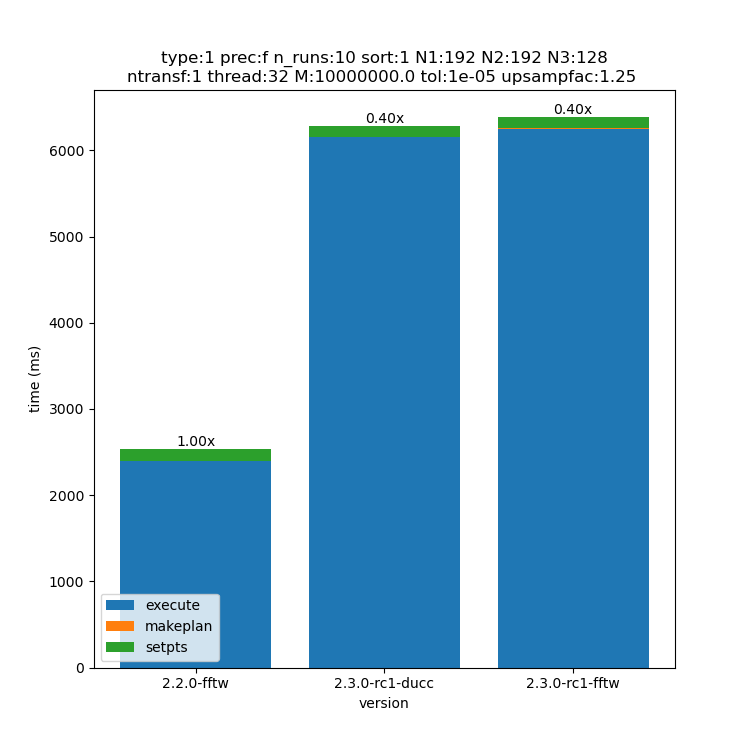 type:1 prec:f n_runs:10 sort:1 N1:192 N2:192 N3:128
ntransf:1 thread:32 M:10000000.0 tol:1e-05 upsampfac:1.25
0.40x
0.40x
6000
5000
4000
time (ms)
3000
1.00x
2000
1000
execute
makeplan
setpts
0
2.2.0-fftw
2.3.0-rc1-ducc
2.3.0-rc1-fftw
version